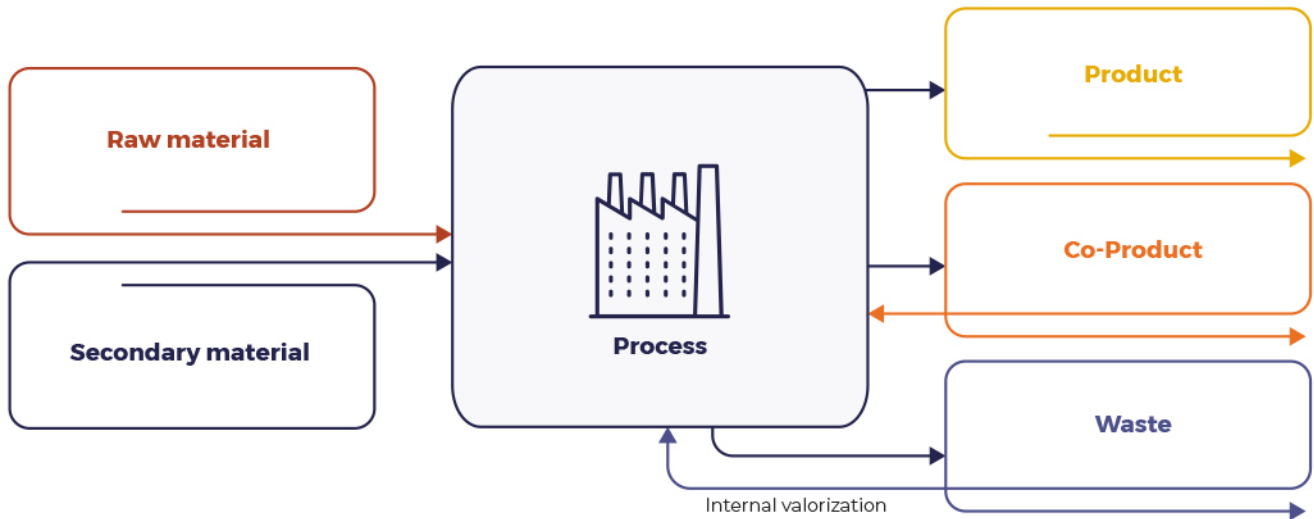 Raw material
Secondary material
Process
Product
Co-Product
Waste
Internal valorization